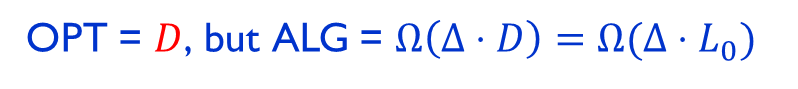 OPT = D, but ALG = Ω(Δ · D) = Ω(Δ · L₀)